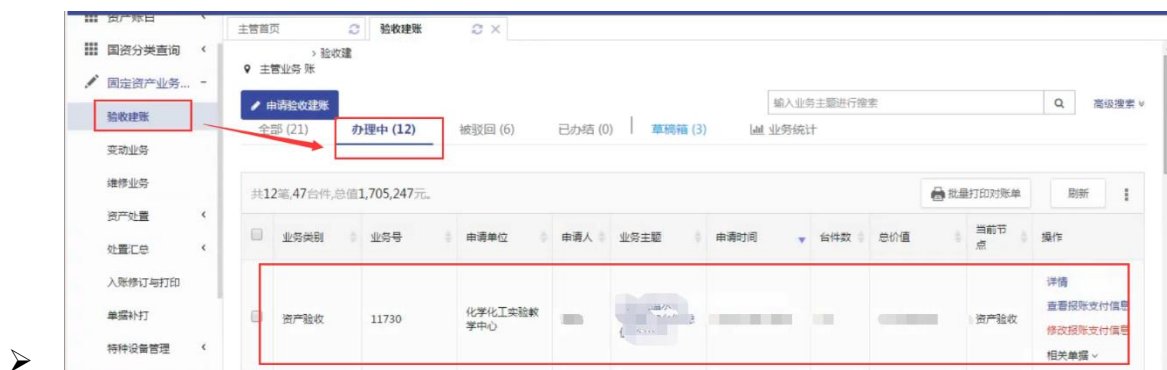 资产账目
国资分类查询
固定资产业务...
验收建账
变动业务
维修业务
资产处置
处置汇总
入账修订与打印
单据补打
特种设备管理
主管首页 验收建账
> 验收建
主管业务 账
申请验收建账
输入业务主题进行搜索 高级搜索
全部 (21) 办理中 (12) 被驳回 (6) 已办结 (0) 草稿箱 (3) 业务统计
共12笔,47台件,总值1,705,247元。 批量打印对账单 刷新
业务类别 业务号 申请单位 申请人 业务主题 申请时间 台件数 总价值 当前节点 操作
资产验收 11730 化学化工实验教学中心 资产验收
详情
查看报账支付信息
修改报账支付信息
相关单据